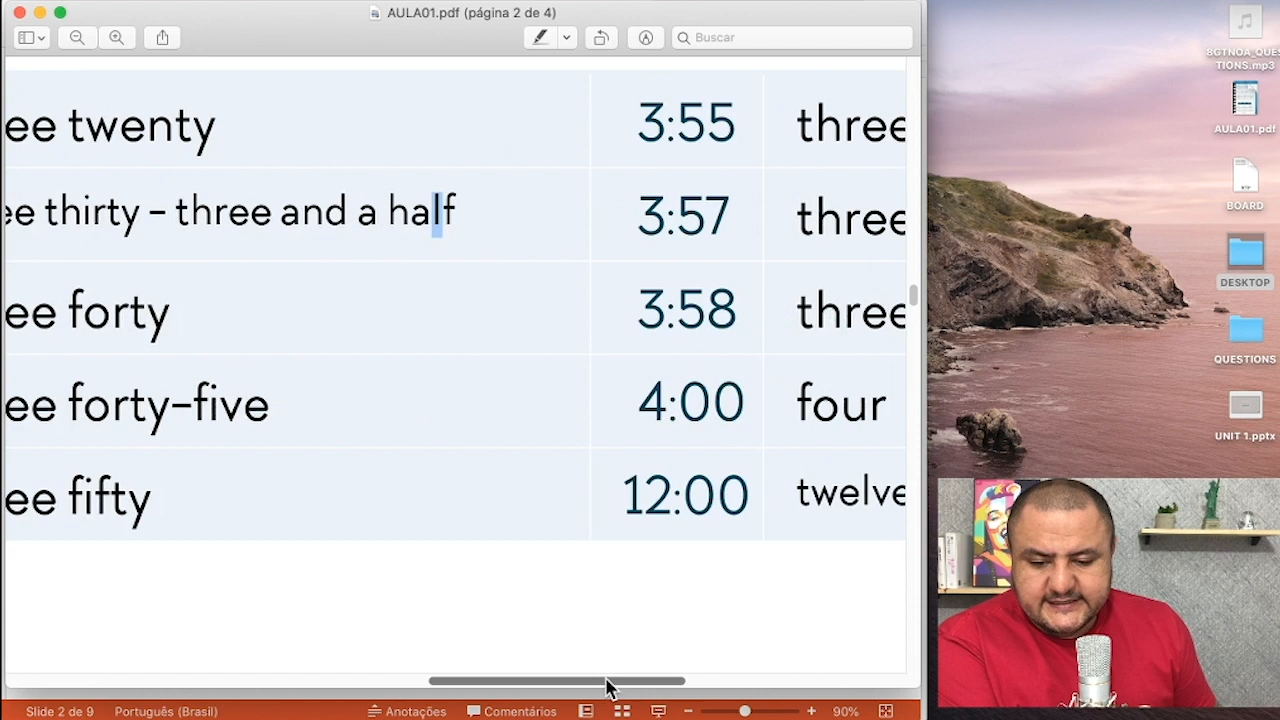 AULA01.pdf (página 2 de 4)
Buscar
ee twenty 3:55 three
ee thirty - three and a half 3:57 three
ee forty 3:58 three
ee forty-five 4:00 four
ee fifty 12:00 twelve
BGTNOA_QUES
TIONS.mp3
AULA01.pdf
BOARD
DESKTOP
QUESTIONS
UNIT 1.pptx
Slide 2 de 9 Português (Brasil) Anotações Comentários 90%